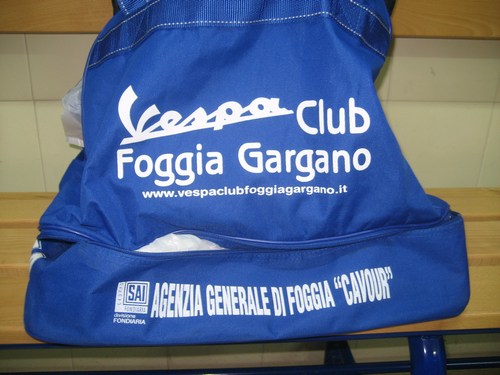 Vespa Club
Foggia Gargano
www.vespaclubfoggiagargano.it
SAI
divisione
FONDIARIA
AGENZIA GENERALE DI FOGGIA "CAVOUR"